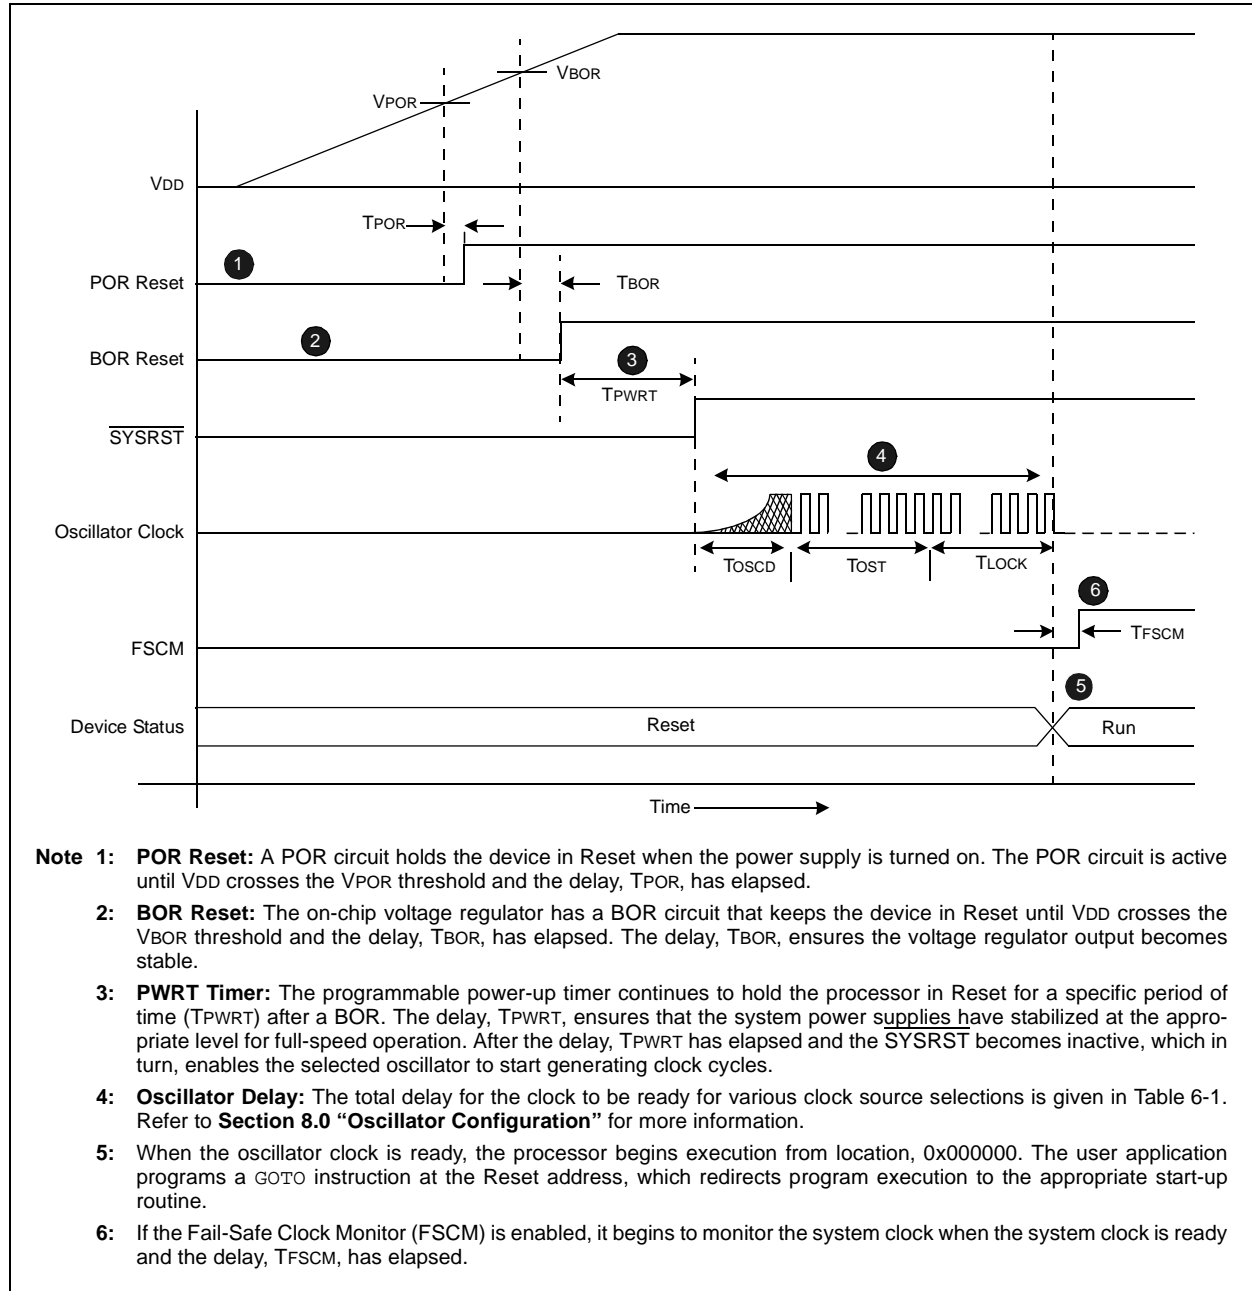 VBOR
VPOR
VDD
TPOR
1
POR Reset
TBOR
2
BOR Reset
3
TPWRT
SYSRST
4
Oscillator Clock
TOSCD
TOST
TLOCK
6
TFSCM
FSCM
5
Device Status
Reset
Run
Time
Note 1: POR Reset: A POR circuit holds the device in Reset when the power supply is turned on. The POR circuit is active
until VDD crosses the VPOR threshold and the delay, TPOR, has elapsed.
2: BOR Reset: The on-chip voltage regulator has a BOR circuit that keeps the device in Reset until VDD crosses the
VBOR threshold and the delay, TBOR, has elapsed. The delay, TBOR, ensures the voltage regulator output becomes
stable.
3: PWRT Timer: The programmable power-up timer continues to hold the processor in Reset for a specific period of
time (TPWRT) after a BOR. The delay, TPWRT, ensures that the system power supplies have stabilized at the appro-
priate level for full-speed operation. After the delay, TPWRT has elapsed and the SYSRST becomes inactive, which in
turn, enables the selected oscillator to start generating clock cycles.
4: Oscillator Delay: The total delay for the clock to be ready for various clock source selections is given in Table 6-1.
Refer to Section 8.0 “Oscillator Configuration” for more information.
5: When the oscillator clock is ready, the processor begins execution from location, 0x000000. The user application
programs a GOTO instruction at the Reset address, which redirects program execution to the appropriate start-up
routine.
6: If the Fail-Safe Clock Monitor (FSCM) is enabled, it begins to monitor the system clock when the system clock is ready
and the delay, TFSCM, has elapsed.